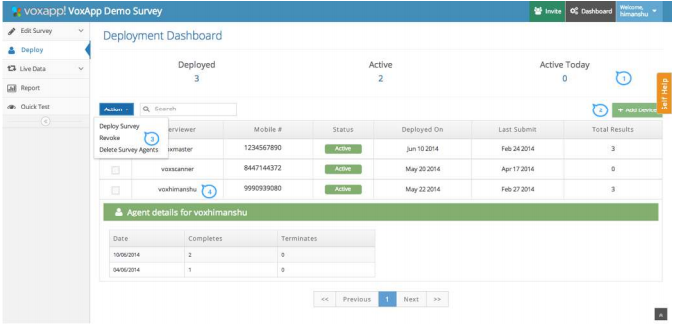 voxapp! VoxApp Demo Survey
Invite
Dashboard
Welcome,
himanshu
Edit Survey
Deploy
Live Data
Report
Quick Test
Deployment Dashboard
Deployed
Active
Active Today
3
2
0
1
Self Help
Action
Search
4
+ Add Device
Deploy Survey
Revoke
3
Delete Survey Agents
erviewer
Mobile #
Status
Deployed On
Last Submit
Total Results
oxmaster
1234567890
Active
Jun 10 2014
Feb 24 2014
3
voxscanner
8447144372
Active
May 20 2014
Apr 17 2014
0
voxhimanshu
4
9990939080
Active
May 22 2014
Feb 27 2014
3
Agent details for voxhimanshu
Date
Completes
Terminates
10/06/2014
2
0
04/06/2014
1
0
<< Previous 1 Next >>